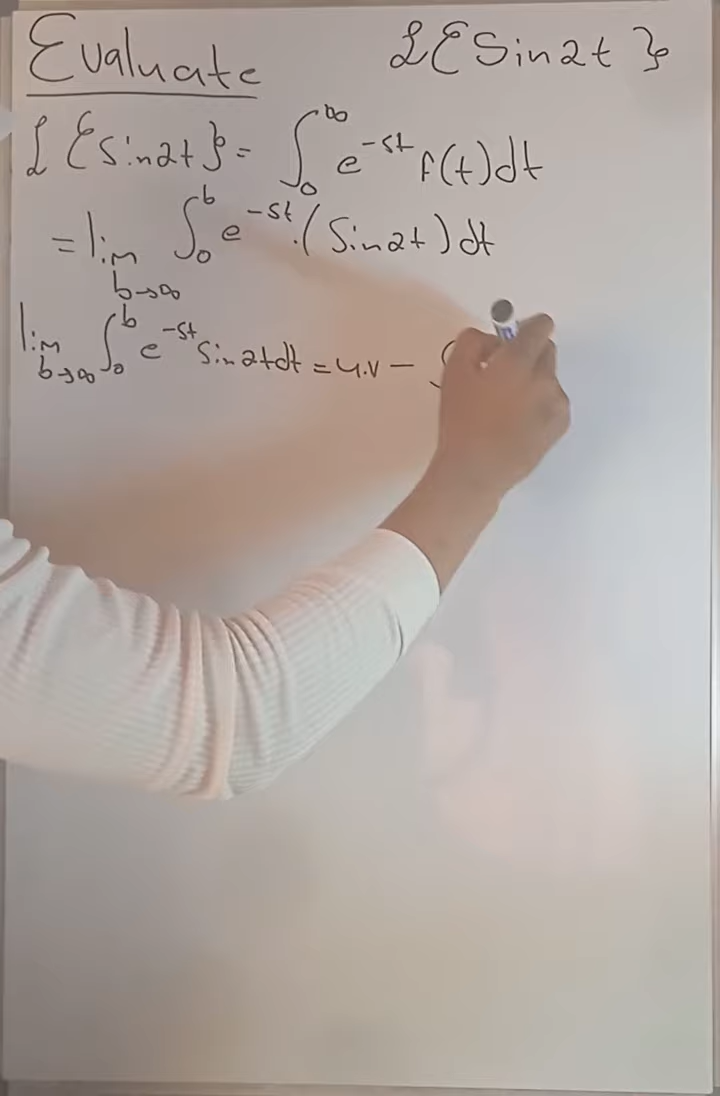 Evaluate ℒ{Sin2t}
ℒ{Sin2t} = ∫₀^∞ e^-st f(t)dt
= lim b→∞ ∫₀^b e^-st.(Sin2t)dt
lim b→∞ ∫₀^b e^-st sin2tdt = u.v - ∫